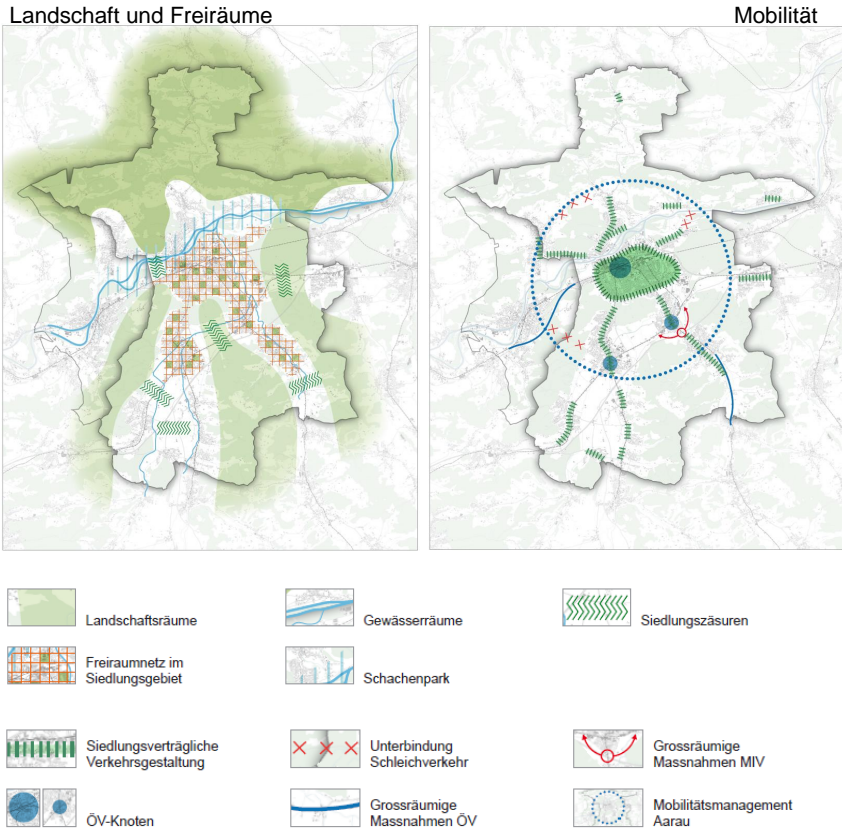 Landschaft und Freiräume
Mobilität
Landschaftsräume
Gewässerräume
Siedlungszäsuren
Freiraumnetz im
Siedlungsgebiet
Schachenpark
Siedlungsverträgliche
Verkehrsgestaltung
Unterbindung
Schleichverkehr
Grossräumige
Massnahmen MIV
ÖV-Knoten
Grossräumige
Massnahmen ÖV
Mobilitätsmanagement
Aarau